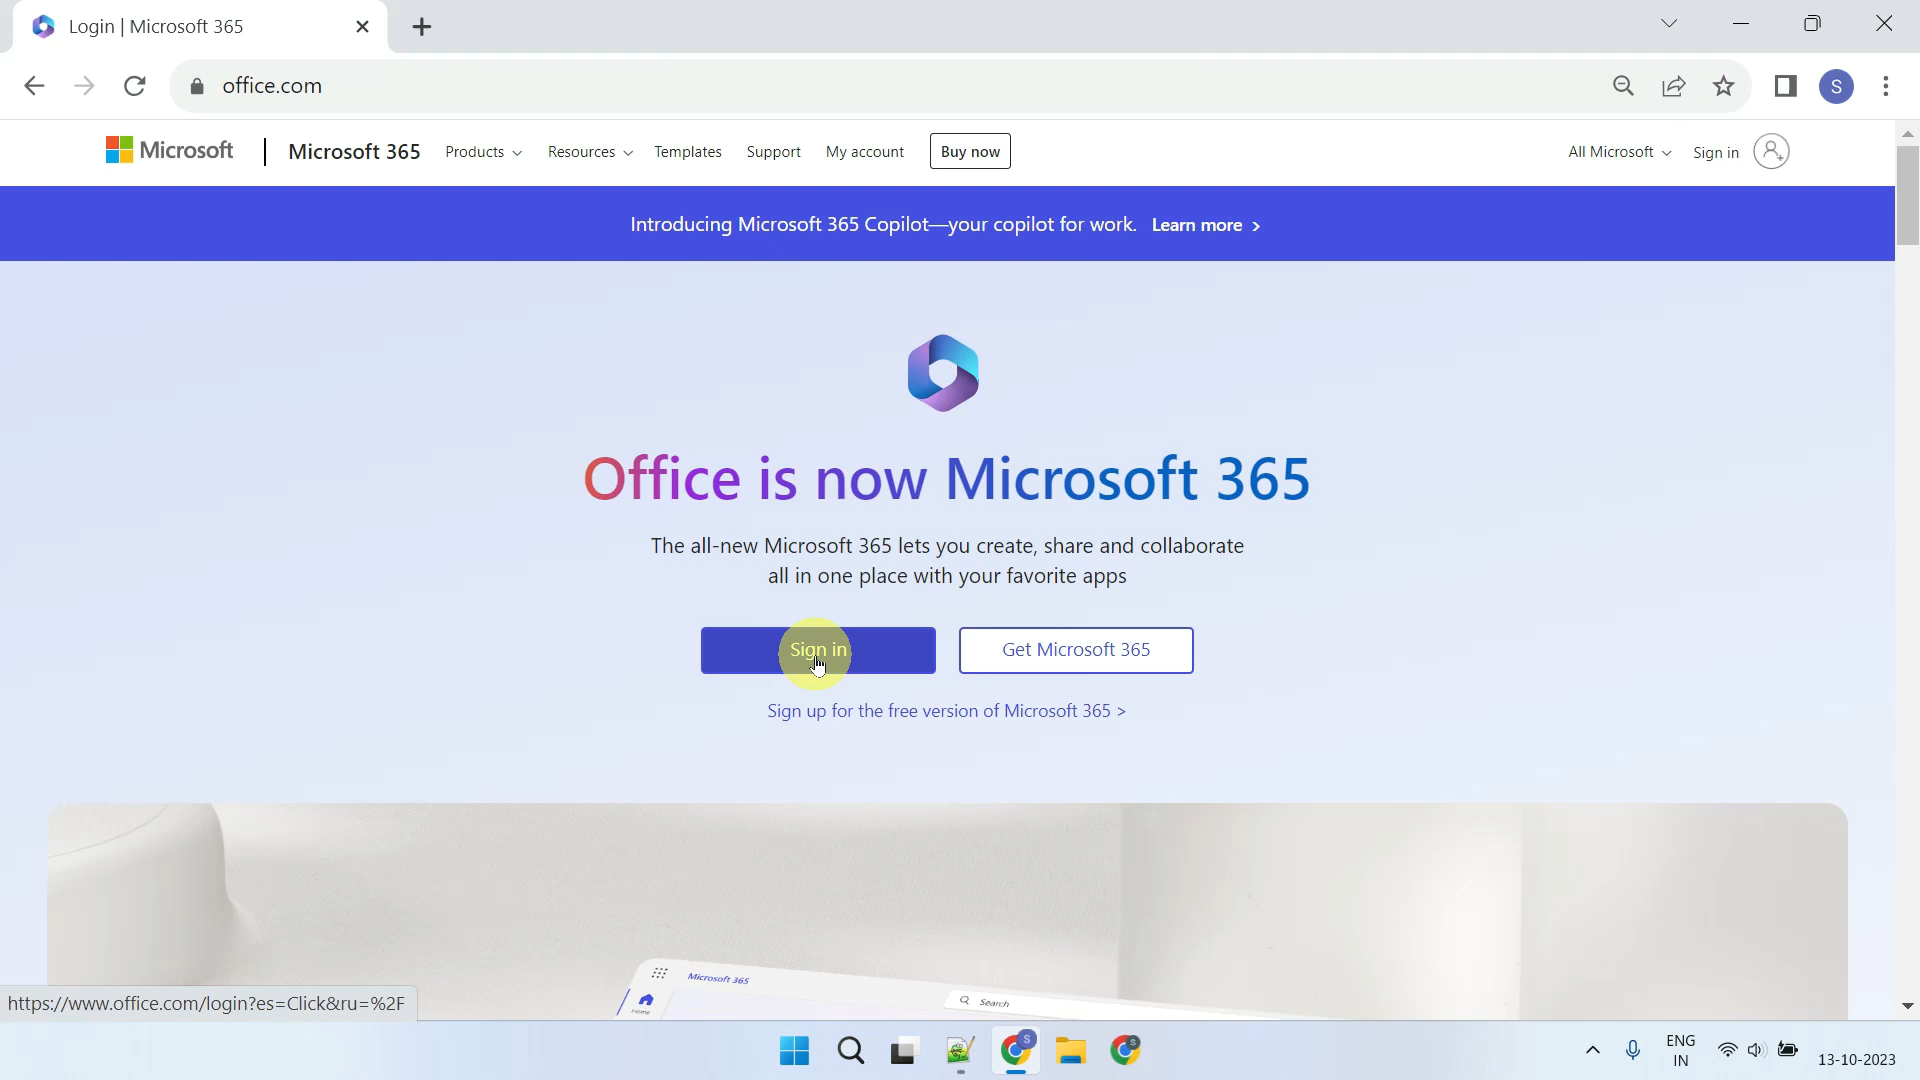 Login | Microsoft 365
office.com
S
Microsoft | Microsoft 365 Products Resources Templates Support My account Buy now All Microsoft Sign in
Introducing Microsoft 365 Copilot—your copilot for work. Learn more >
Office is now Microsoft 365
The all-new Microsoft 365 lets you create, share and collaborate
all in one place with your favorite apps
Sign in Get Microsoft 365
Sign up for the free version of Microsoft 365 >
Microsoft 365
Search
Home
https://www.office.com/login?es=Click&ru=%2F
S
S
ENG
IN
13-10-2023